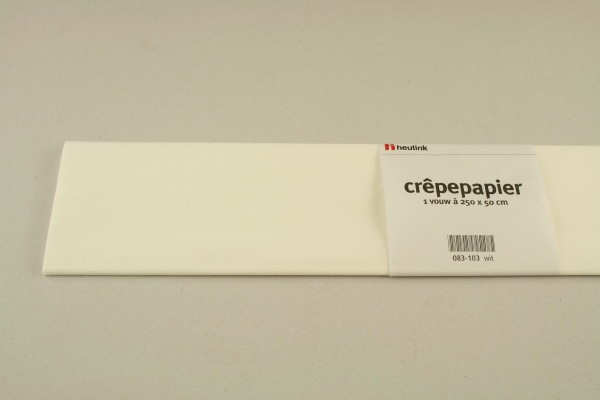 heutink
crêpepapier
1 vouw à 250 x 50 cm
083-103 wit